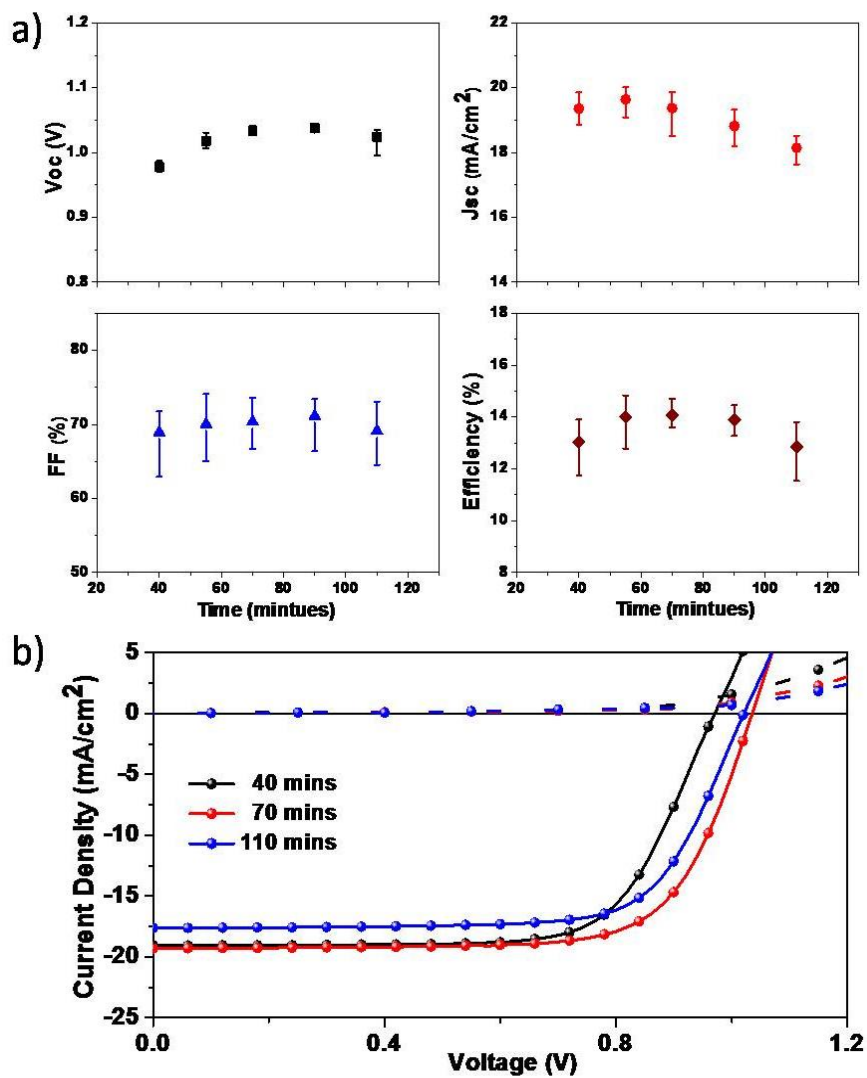 a)
1.2
1.1
1.0
0.9
0.8
Voc (V)
22
20
18
16
14
Jsc (mA/cm²)
80
70
60
50
FF (%)
20 40 60 80 100 120
Time (mintues)
18
16
14
12
10
8
Efficiency (%)
20 40 60 80 100 120
Time (mintues)
b)
5
0
-5
-10
-15
-20
-25
Current Density (mA/cm²)
40 mins
70 mins
110 mins
0.0 0.4 0.8 1.2
Voltage (V)